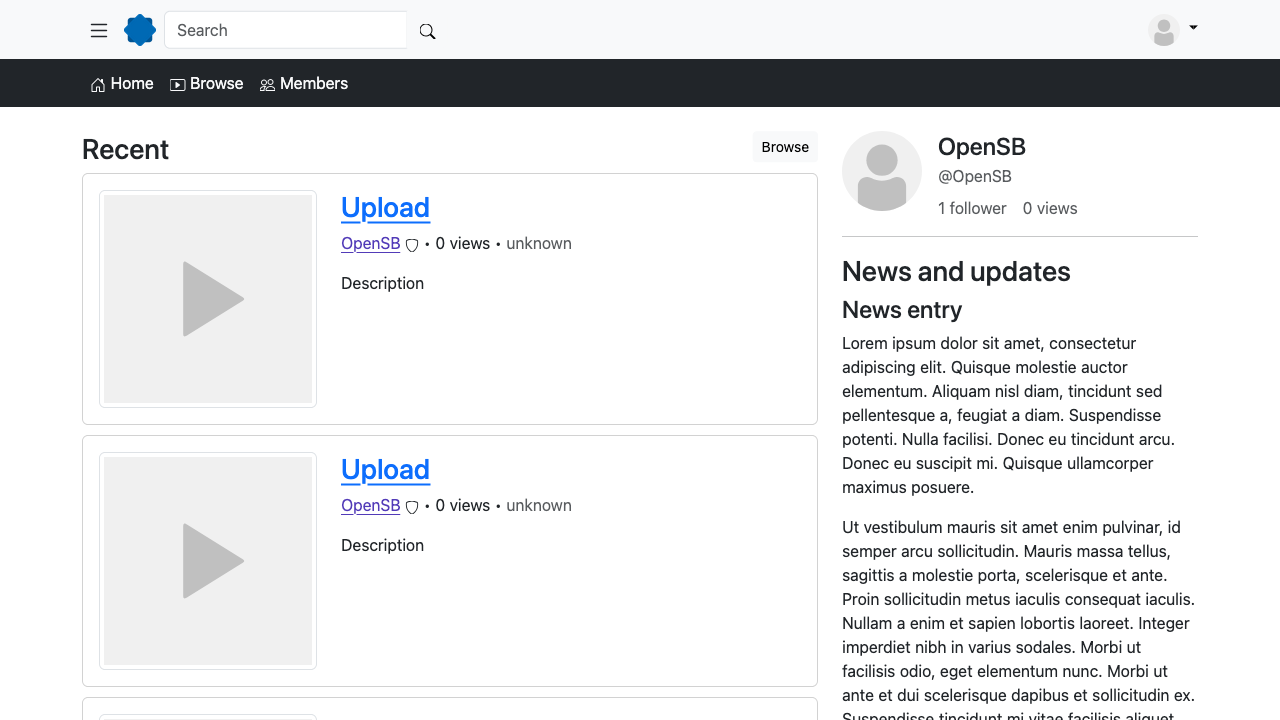 Search
Home Browse Members
Recent
Browse
Upload
OpenSB • 0 views • unknown
Description
Upload
OpenSB • 0 views • unknown
Description
OpenSB
@OpenSB
1 follower 0 views
News and updates
News entry
Lorem ipsum dolor sit amet, consectetur
adipiscing elit. Quisque molestie auctor
elementum. Aliquam nisl diam, tincidunt sed
pellentesque a, feugiat a diam. Suspendisse
potenti. Nulla facilisi. Donec eu tincidunt arcu.
Donec eu suscipit mi. Quisque ullamcorper
maximus posuere.
Ut vestibulum mauris sit amet enim pulvinar, id
semper arcu sollicitudin. Mauris massa tellus,
sagittis a molestie porta, scelerisque et ante.
Proin sollicitudin metus iaculis consequat iaculis.
Nullam a enim et sapien lobortis laoreet. Integer
imperdiet nibh in varius sodales. Morbi ut
facilisis odio, eget elementum nunc. Morbi ut
ante et dui scelerisque dapibus et sollicitudin ex.
Suspendisse tincidunt mi vitae facilisis aliquet